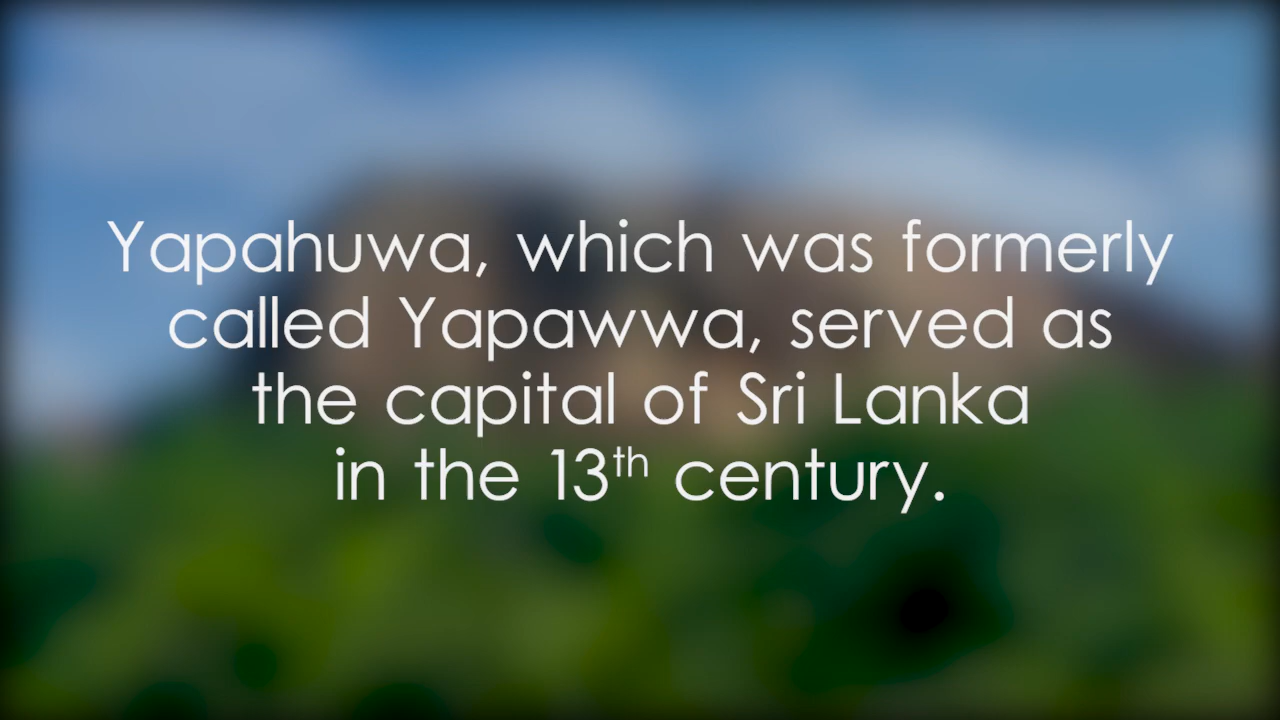 Yapahuwa, which was formerly
called Yapawwa, served as
the capital of Sri Lanka
in the 13th century.